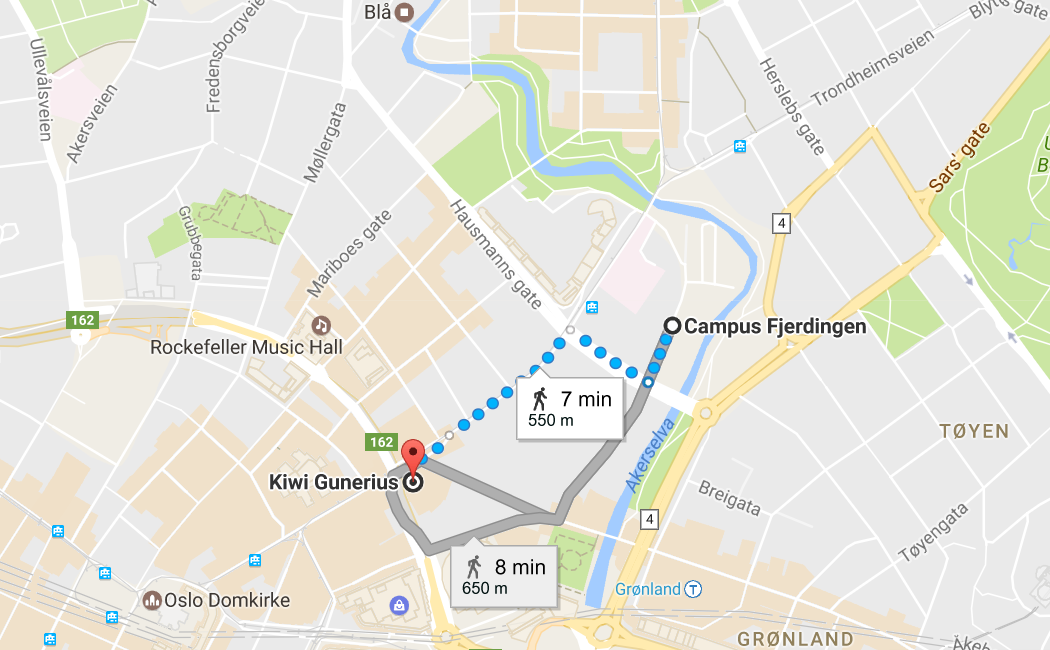 Blå
Blyts gate
Ullevålsveien
Fredensborgveien
Akersveien
Møllergata
Herslebs gate
Trondheimsveien
Sars' gate
Grubbegata
Mariboes gate
Hausmanns gate
4
162
Rockefeller Music Hall
Campus Fjerdingen
7 min
550 m
162
Kiwi Gunerius
Akerselva
TØYEN
Breigata
4
Tøyengata
8 min
650 m
Oslo Domkirke
Grønland T
GRØNLAND